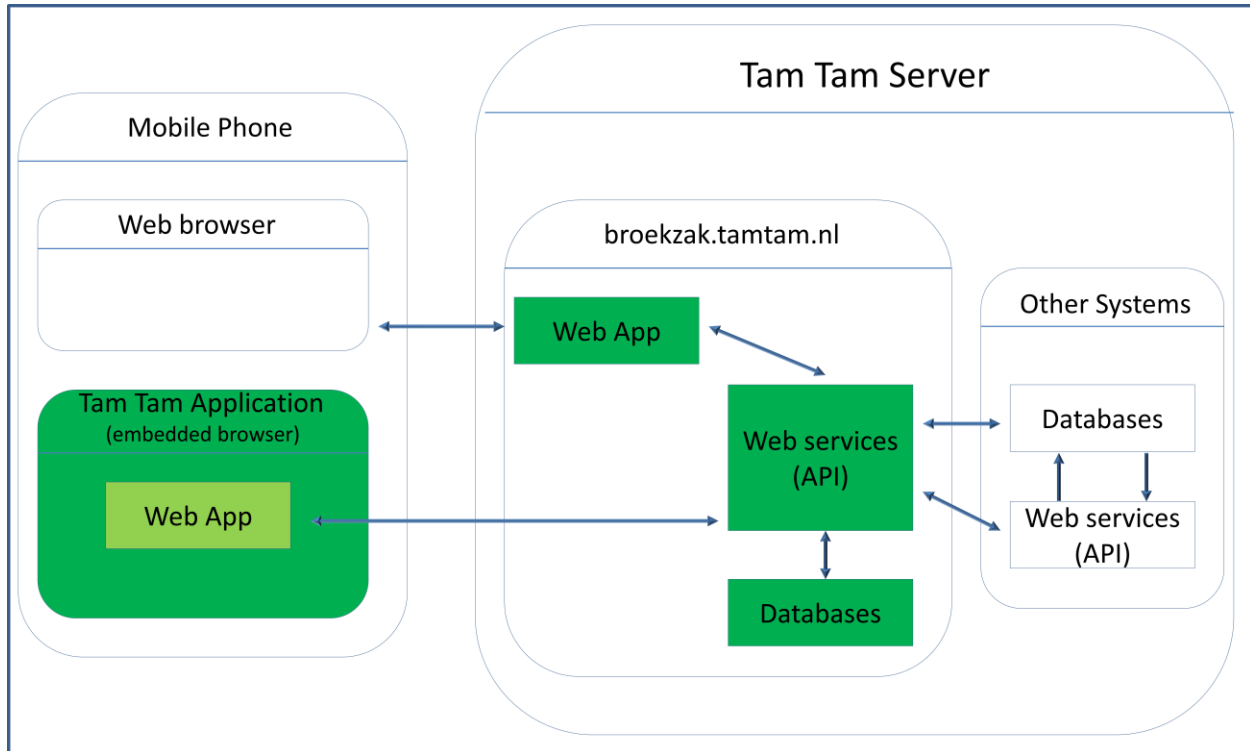 Tam Tam Server
Mobile Phone
Web browser
Tam Tam Application
(embedded browser)
Web App
broekzak.tamtam.nl
Web App
Web services
(API)
Databases
Other Systems
Databases
Web services
(API)